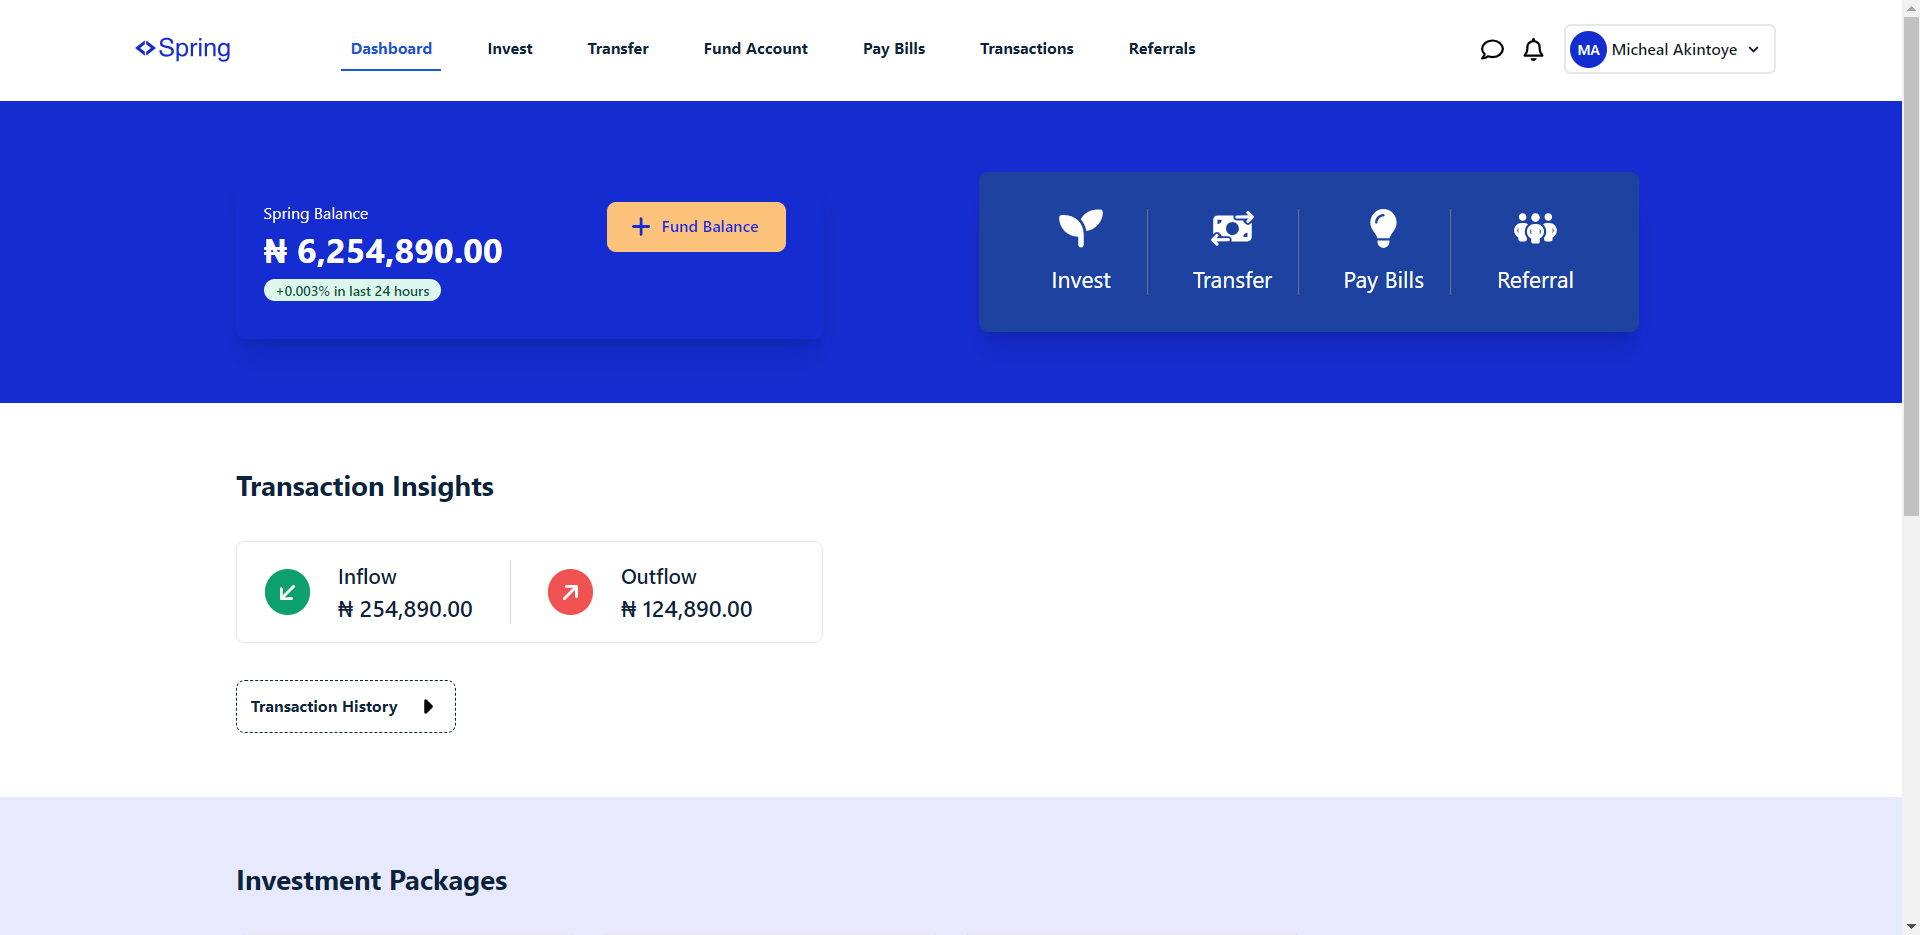 Spring
Dashboard Invest Transfer Fund Account Pay Bills Transactions Referrals
MA Micheal Akintoye
Spring Balance
₦ 6,254,890.00
+0.003% in last 24 hours
Fund Balance
Invest Transfer Pay Bills Referral
Transaction Insights
Inflow
₦ 254,890.00
Outflow
₦ 124,890.00
Transaction History
Investment Packages